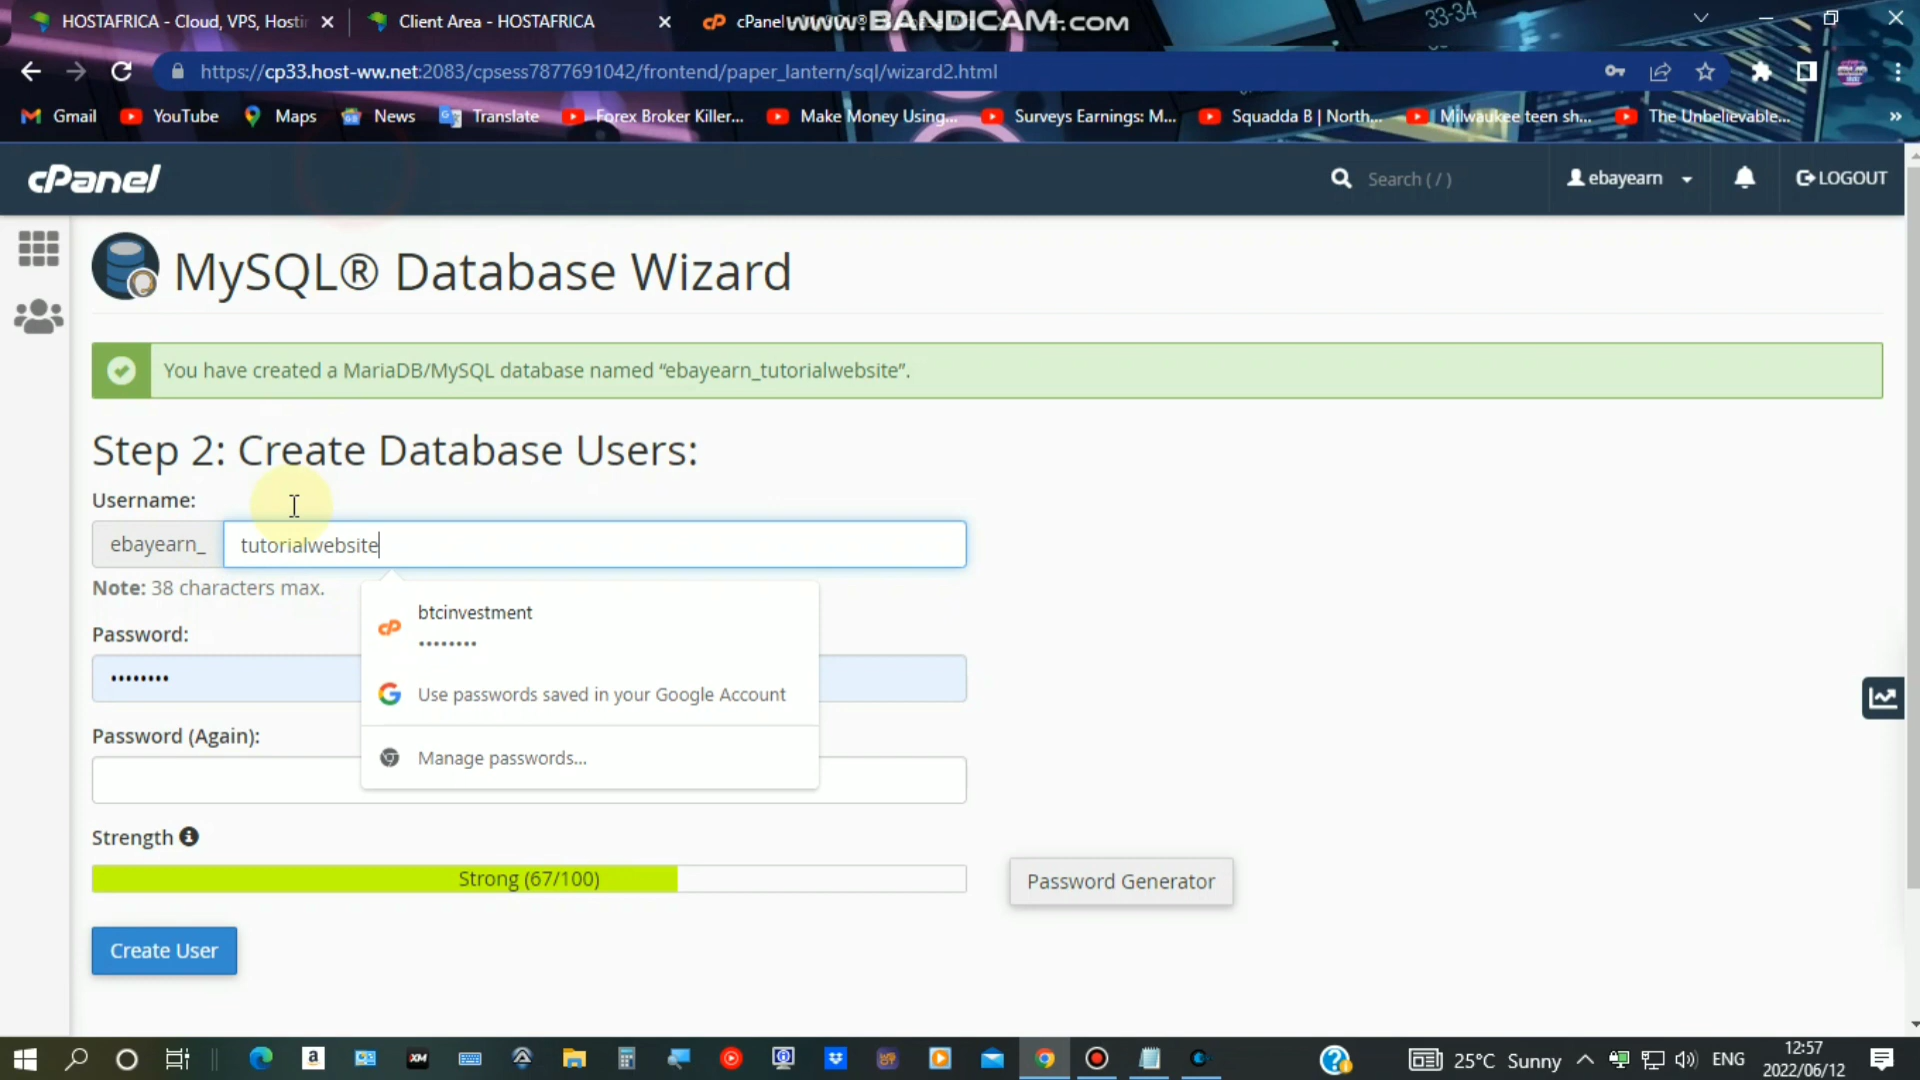 HOSTAFRICA - Cloud, VPS, Hostin
Client Area - HOSTAFRICA
cPanel
www.BANDICAM.com
33-34
https://cp33.host-ww.net:2083/cpsess7877691042/frontend/paper_lantern/sql/wizard2.html
Gmail
YouTube
Maps
News
Translate
Forex Broker Killer...
Make Money Using...
Surveys Earnings: M...
Squadda B | North...
Milwaukee teen sh...
The Unbelievable...
»
cPanel
Search ( / )
ebayearn
LOGOUT
MySQL® Database Wizard
You have created a MariaDB/MySQL database named “ebayearn_tutorialwebsite”.
Step 2: Create Database Users:
Username:
ebayearn_
tutorialwebsite
Note: 38 characters max.
btcinvestment
••••••••
Password:
••••••••
Use passwords saved in your Google Account
Password (Again):
Manage passwords...
Strength
Strong (67/100)
Password Generator
Create User
25°C Sunny
ENG
12:57
2022/06/12